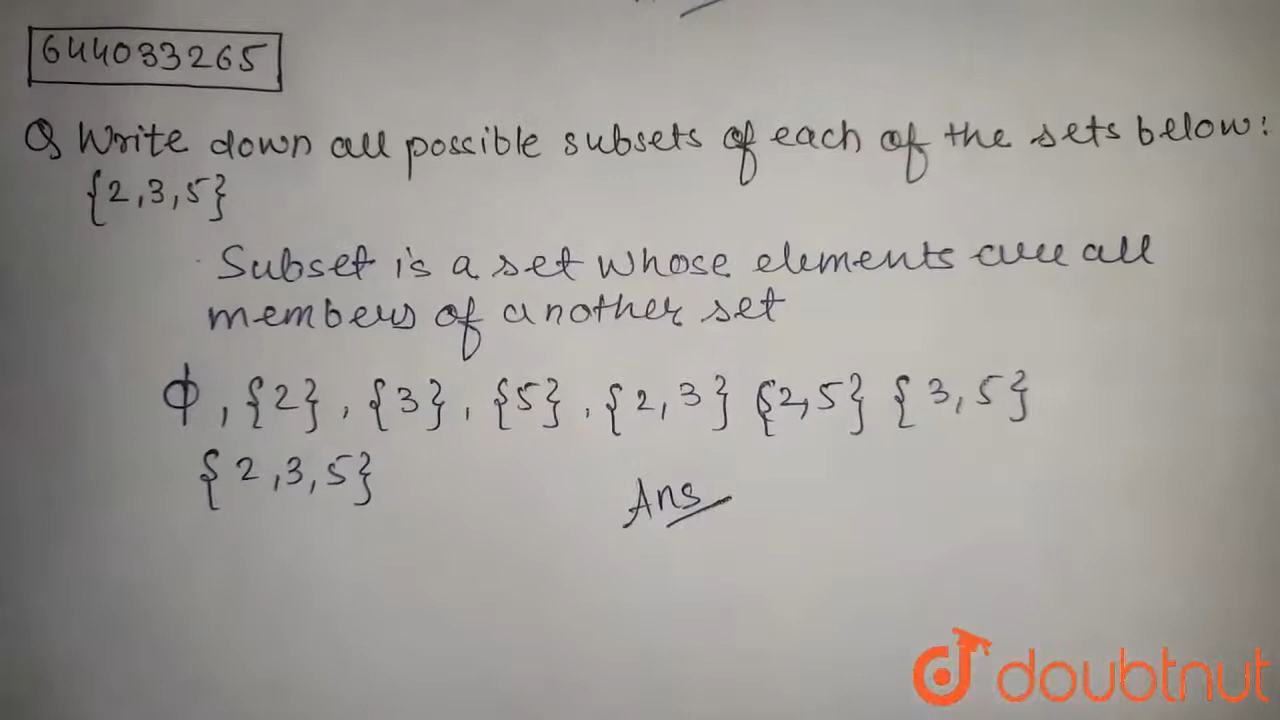 644033265
Q Write down all possible subsets of each of the sets below:
{2,3,5}
Subset is a set whose elements are all
members of another set
ϕ, {2}, {3}, {5}, {2,3} {2,5} {3,5}
{2,3,5}
Ans
doubtnut